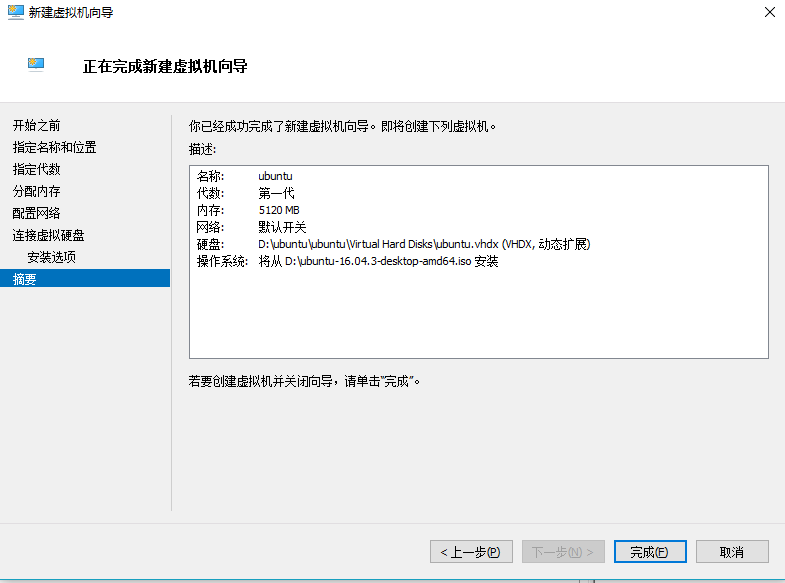 新建虚拟机向导
正在完成新建虚拟机向导
开始之前
指定名称和位置
指定代数
分配内存
配置网络
连接虚拟硬盘
安装选项
摘要
你已经成功完成了新建虚拟机向导。即将创建下列虚拟机。
描述:
名称: ubuntu
代数: 第一代
内存: 5120 MB
网络: 默认开关
硬盘: D:\ubuntu\ubuntu\Virtual Hard Disks\ubuntu.vhdx (VHDX, 动态扩展)
操作系统: 将从 D:\ubuntu-16.04.3-desktop-amd64.iso 安装
若要创建虚拟机并关闭向导，请单击"完成"。
< 上一步(P) 下一步(N) > 完成(F) 取消